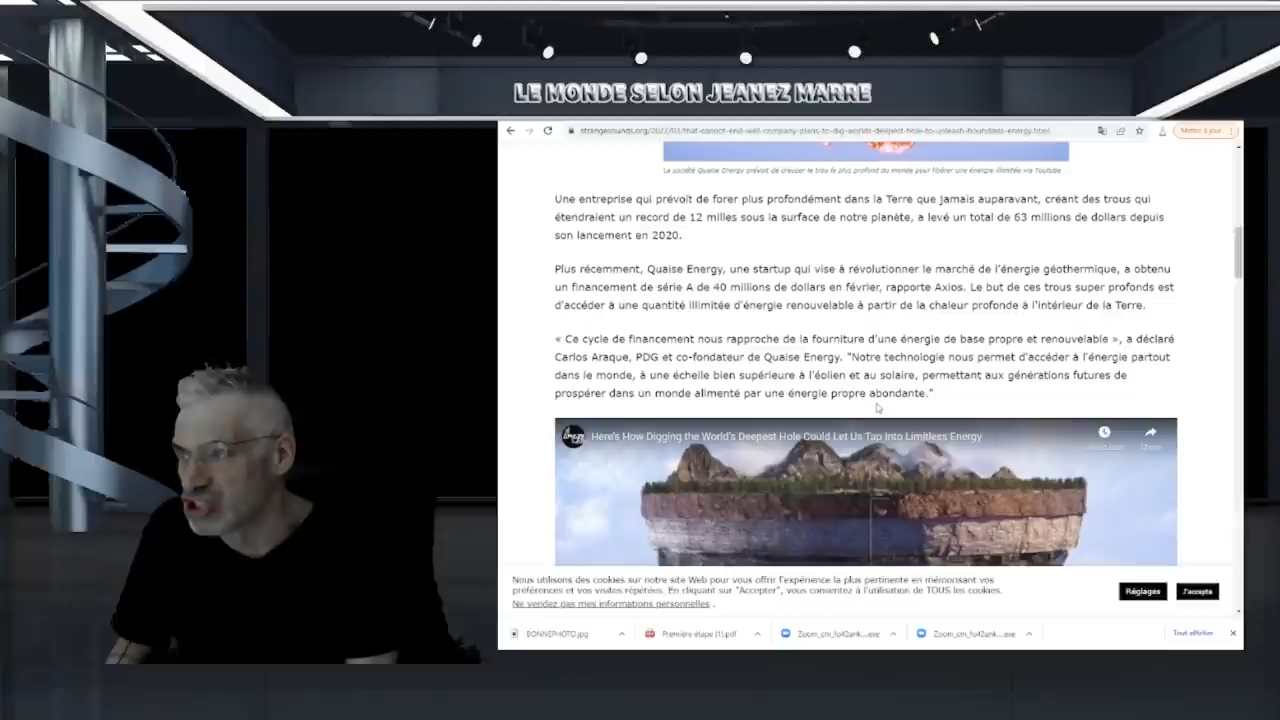 LE MONDE SELON JEANEZ MARRE
strangesounds.org/2022/03/that-cannot-end-well-company-plans-to-dig-worlds-deepest-hole-to-unleash-boundless-energy.html
Mettre à jour
La société Quaise Energy prévoit de creuser le trou le plus profond du monde pour libérer une énergie illimitée via Youtube
Une entreprise qui prévoit de forer plus profondément dans la Terre que jamais auparavant, créant des trous qui
étendraient un record de 12 milles sous la surface de notre planète, a levé un total de 63 millions de dollars depuis
son lancement en 2020.
Plus récemment, Quaise Energy, une startup qui vise à révolutionner le marché de l'énergie géothermique, a obtenu
un financement de série A de 40 millions de dollars en février, rapporte Axios. Le but de ces trous super profonds est
d'accéder à une quantité illimitée d'énergie renouvelable à partir de la chaleur profonde à l'intérieur de la Terre.
« Ce cycle de financement nous rapproche de la fourniture d'une énergie de base propre et renouvelable », a déclaré
Carlos Araque, PDG et co-fondateur de Quaise Energy. "Notre technologie nous permet d'accéder à l'énergie partout
dans le monde, à une échelle bien supérieure à l'éolien et au solaire, permettant aux générations futures de
prospérer dans un monde alimenté par une énergie propre abondante."
Here's How Digging the World's Deepest Hole Could Let Us Tap Into Limitless Energy
Share
Nous utilisons des cookies sur notre site Web pour vous offrir l'expérience la plus pertinente en mémorisant vos
préférences et vos visites répétées. En cliquant sur "Accepter", vous consentez à l'utilisation de TOUS les cookies.
Ne vendez pas mes informations personnelles .
Réglages
J'accepte
BONNEPHOTO.jpg
Première étape (1).pdf
Zoom_cm_fo42ank....exe
Zoom_cm_fo42ank....exe
Tout afficher